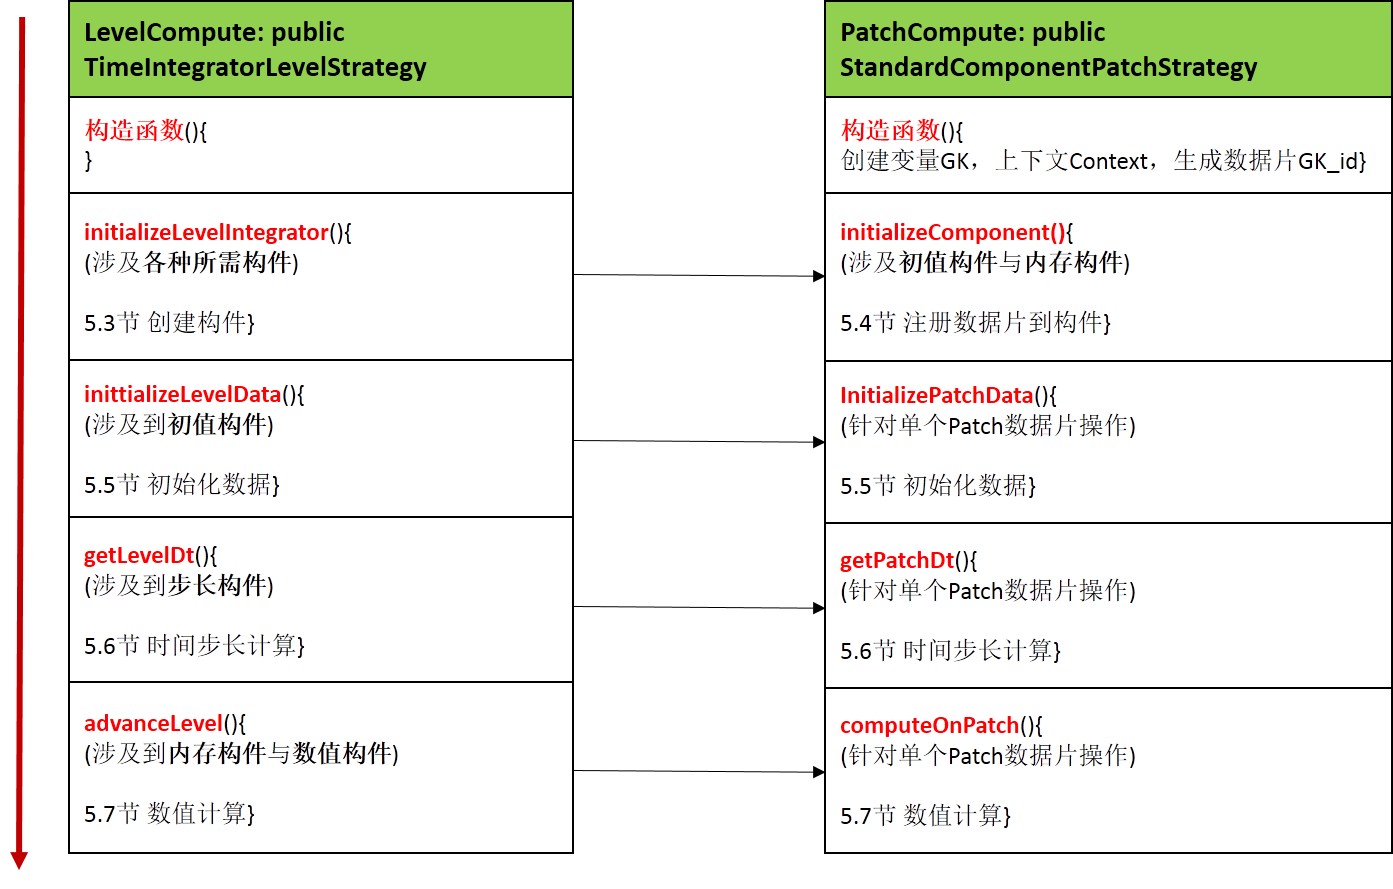 LevelCompute: public
TimeIntegratorLevelStrategy
构造函数(){
}
initializeLevelIntegrator(){
(涉及各种所需构件)
5.3节 创建构件}
inittializeLevelData(){
(涉及到初值构件)
5.5节 初始化数据}
getLevelDt(){
(涉及到步长构件)
5.6节 时间步长计算}
advanceLevel(){
(涉及到内存构件与数值构件)
5.7节 数值计算}
PatchCompute: public
StandardComponentPatchStrategy
构造函数(){
创建变量GK，上下文Context，生成数据片GK_id}
initializeComponent(){
(涉及初值构件与内存构件)
5.4节 注册数据片到构件}
InitializePatchData(){
(针对单个Patch数据片操作)
5.5节 初始化数据}
getPatchDt(){
(针对单个Patch数据片操作)
5.6节 时间步长计算}
computeOnPatch(){
(针对单个Patch数据片操作)
5.7节 数值计算}